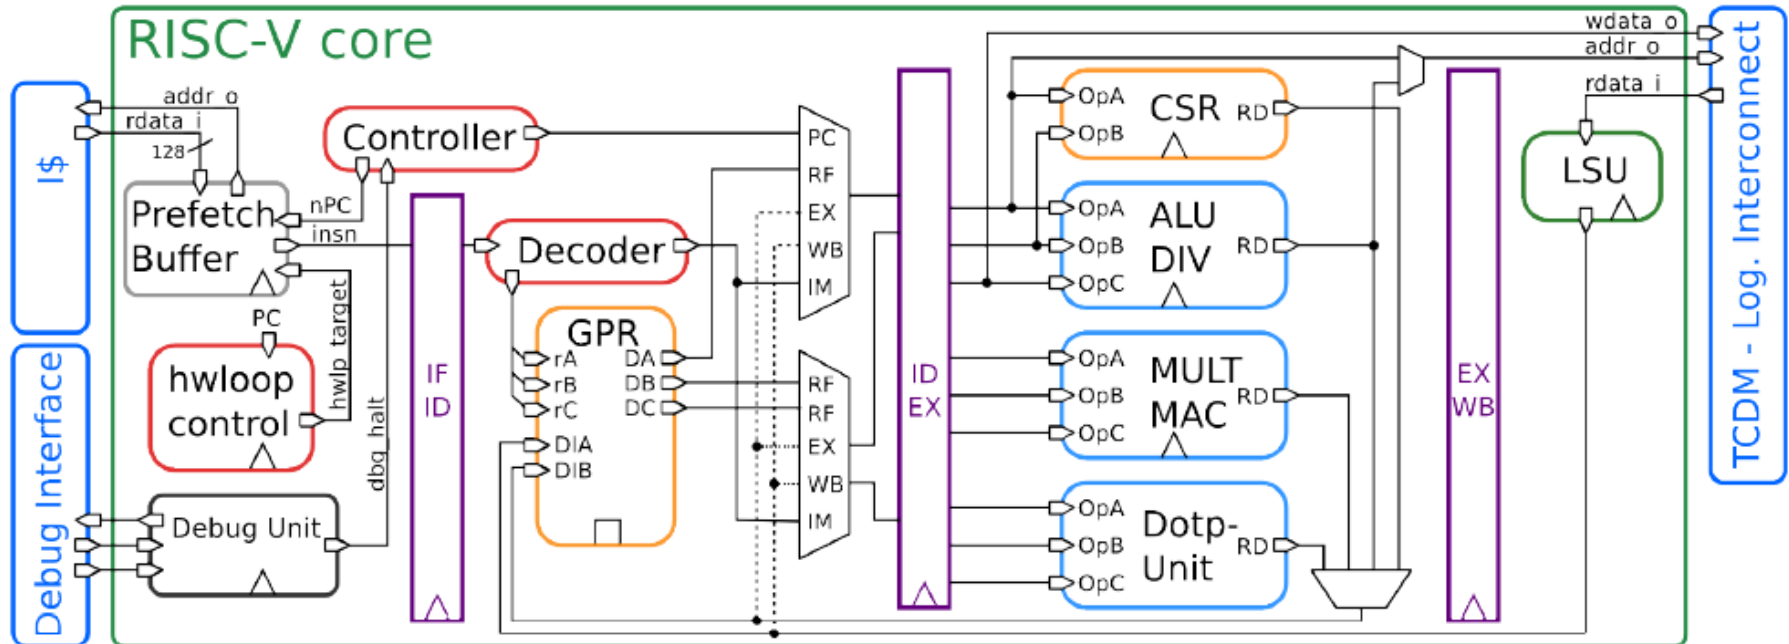 RISC-V core
wdata_o
addr_o
rdata_i
TCDM - Log. Interconnect
I$
addr_o
rdata_i
128
Prefetch
Buffer
nPC
insn
hwlp_target
PC
hwloop
control
Debug Interface
Debug Unit
dbg_halt
Controller
IF
ID
Decoder
GPR
rA
rB
rC
DIA
DIB
DA
DB
DC
PC
RF
EX
WB
IM
RF
RF
EX
WB
IM
ID
EX
OpA
OpB
CSR
RD
OpA
OpB
OpC
ALU
DIV
RD
OpA
OpB
OpC
MULT
MAC
RD
OpA
OpB
OpC
Dotp-
Unit
RD
EX
WB
LSU